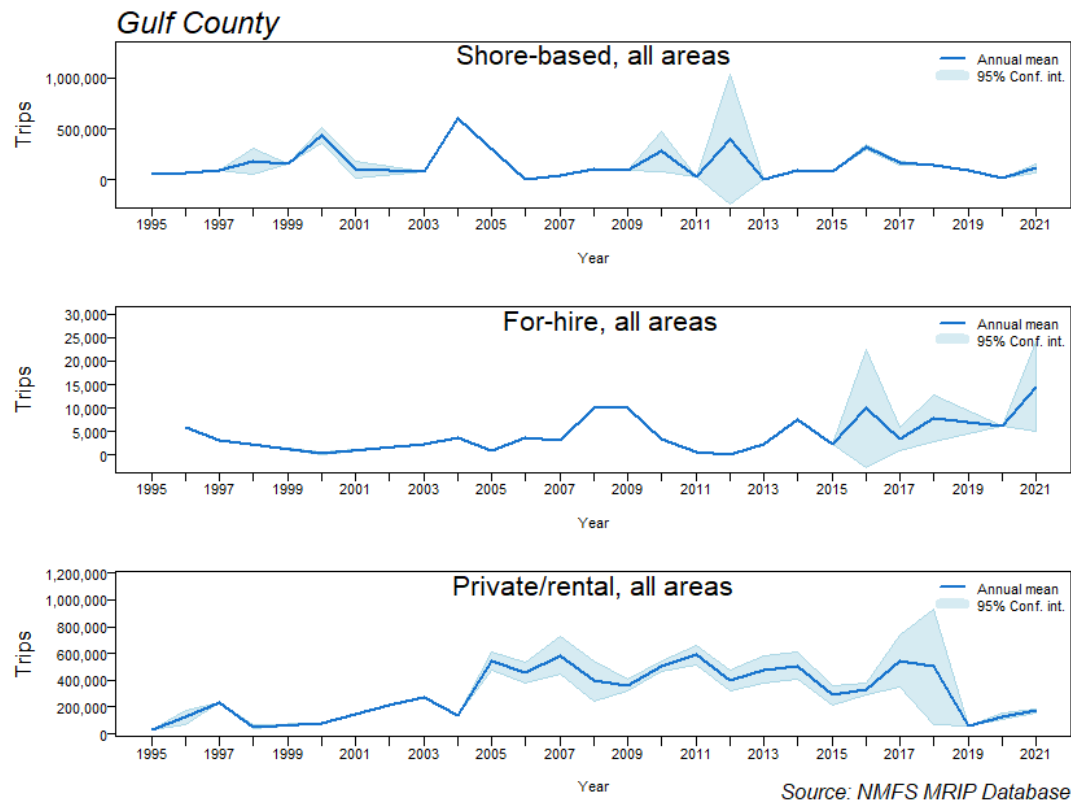 Gulf County
Shore-based, all areas
Annual mean
95% Conf. int.
Trips
1,000,000
500,000
0
1995 1997 1999 2001 2003 2005 2007 2009 2011 2013 2015 2017 2019 2021
Year
For-hire, all areas
Annual mean
95% Conf. int.
Trips
30,000
25,000
20,000
15,000
10,000
5,000
0
1995 1997 1999 2001 2003 2005 2007 2009 2011 2013 2015 2017 2019 2021
Year
Private/rental, all areas
Annual mean
95% Conf. int.
Trips
1,200,000
1,000,000
800,000
600,000
400,000
200,000
0
1995 1997 1999 2001 2003 2005 2007 2009 2011 2013 2015 2017 2019 2021
Year
Source: NMFS MRIP Database